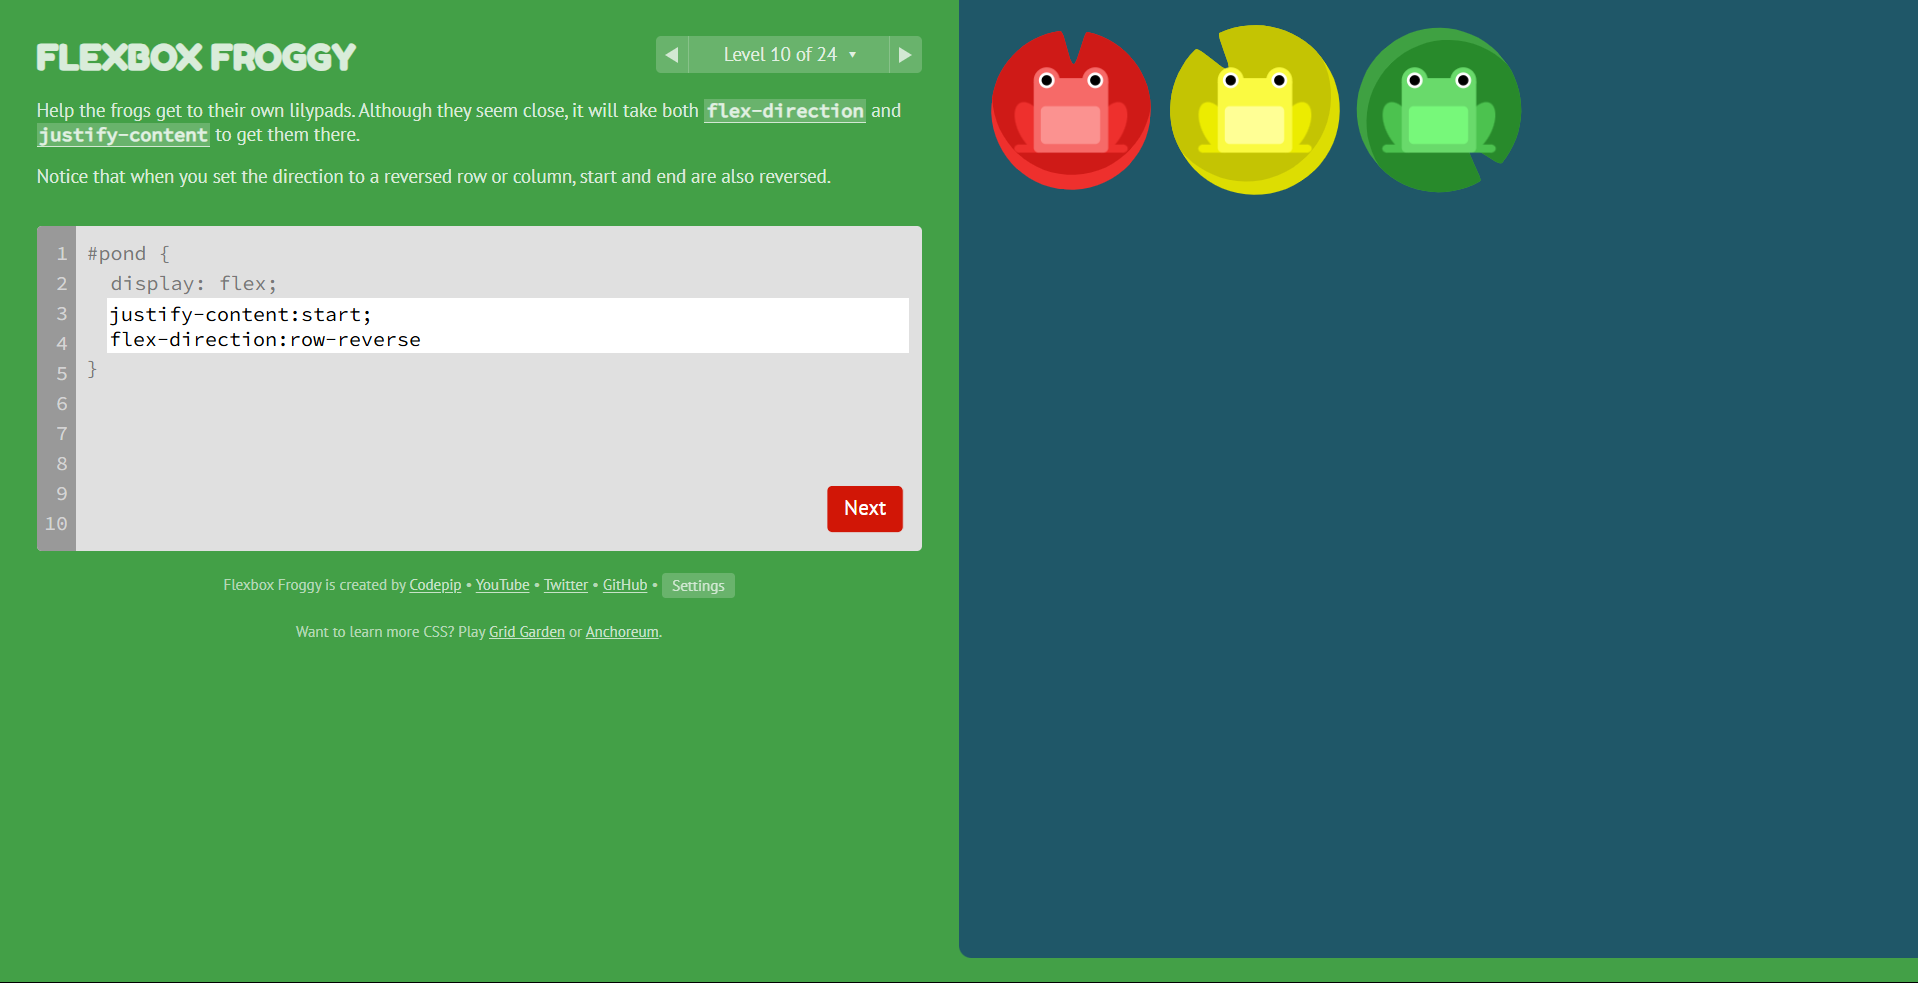 FLEXBOX FROGGY
◀ Level 10 of 24 ▾ ▶
Help the frogs get to their own lilypads. Although they seem close, it will take both flex-direction and
justify-content to get them there.
Notice that when you set the direction to a reversed row or column, start and end are also reversed.
1 #pond {
2 display: flex;
3 justify-content:start;
4 flex-direction:row-reverse
5 }
6
7
8
9
10
Next
Flexbox Froggy is created by Codepip • YouTube • Twitter • GitHub • Settings
Want to learn more CSS? Play Grid Garden or Anchoreum.